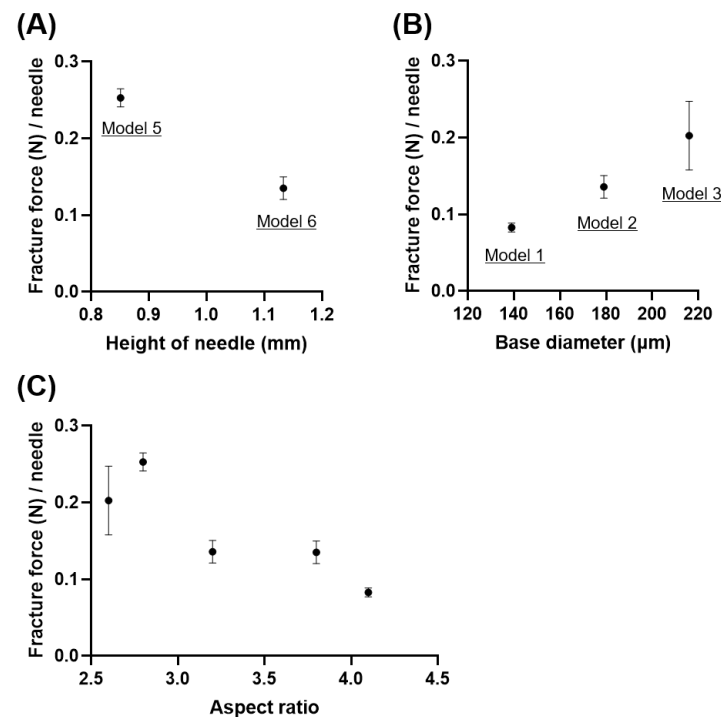 (A)
Fracture force (N) / needle
0.3
0.2
0.1
0.0
Model 5
Model 6
0.8 0.9 1.0 1.1 1.2
Height of needle (mm)
(B)
Fracture force (N) / needle
0.3
0.2
0.1
0.0
Model 1
Model 2
Model 3
120 140 160 180 200 220
Base diameter (µm)
(C)
Fracture force (N) / needle
0.3
0.2
0.1
0.0
2.5 3.0 3.5 4.0 4.5
Aspect ratio